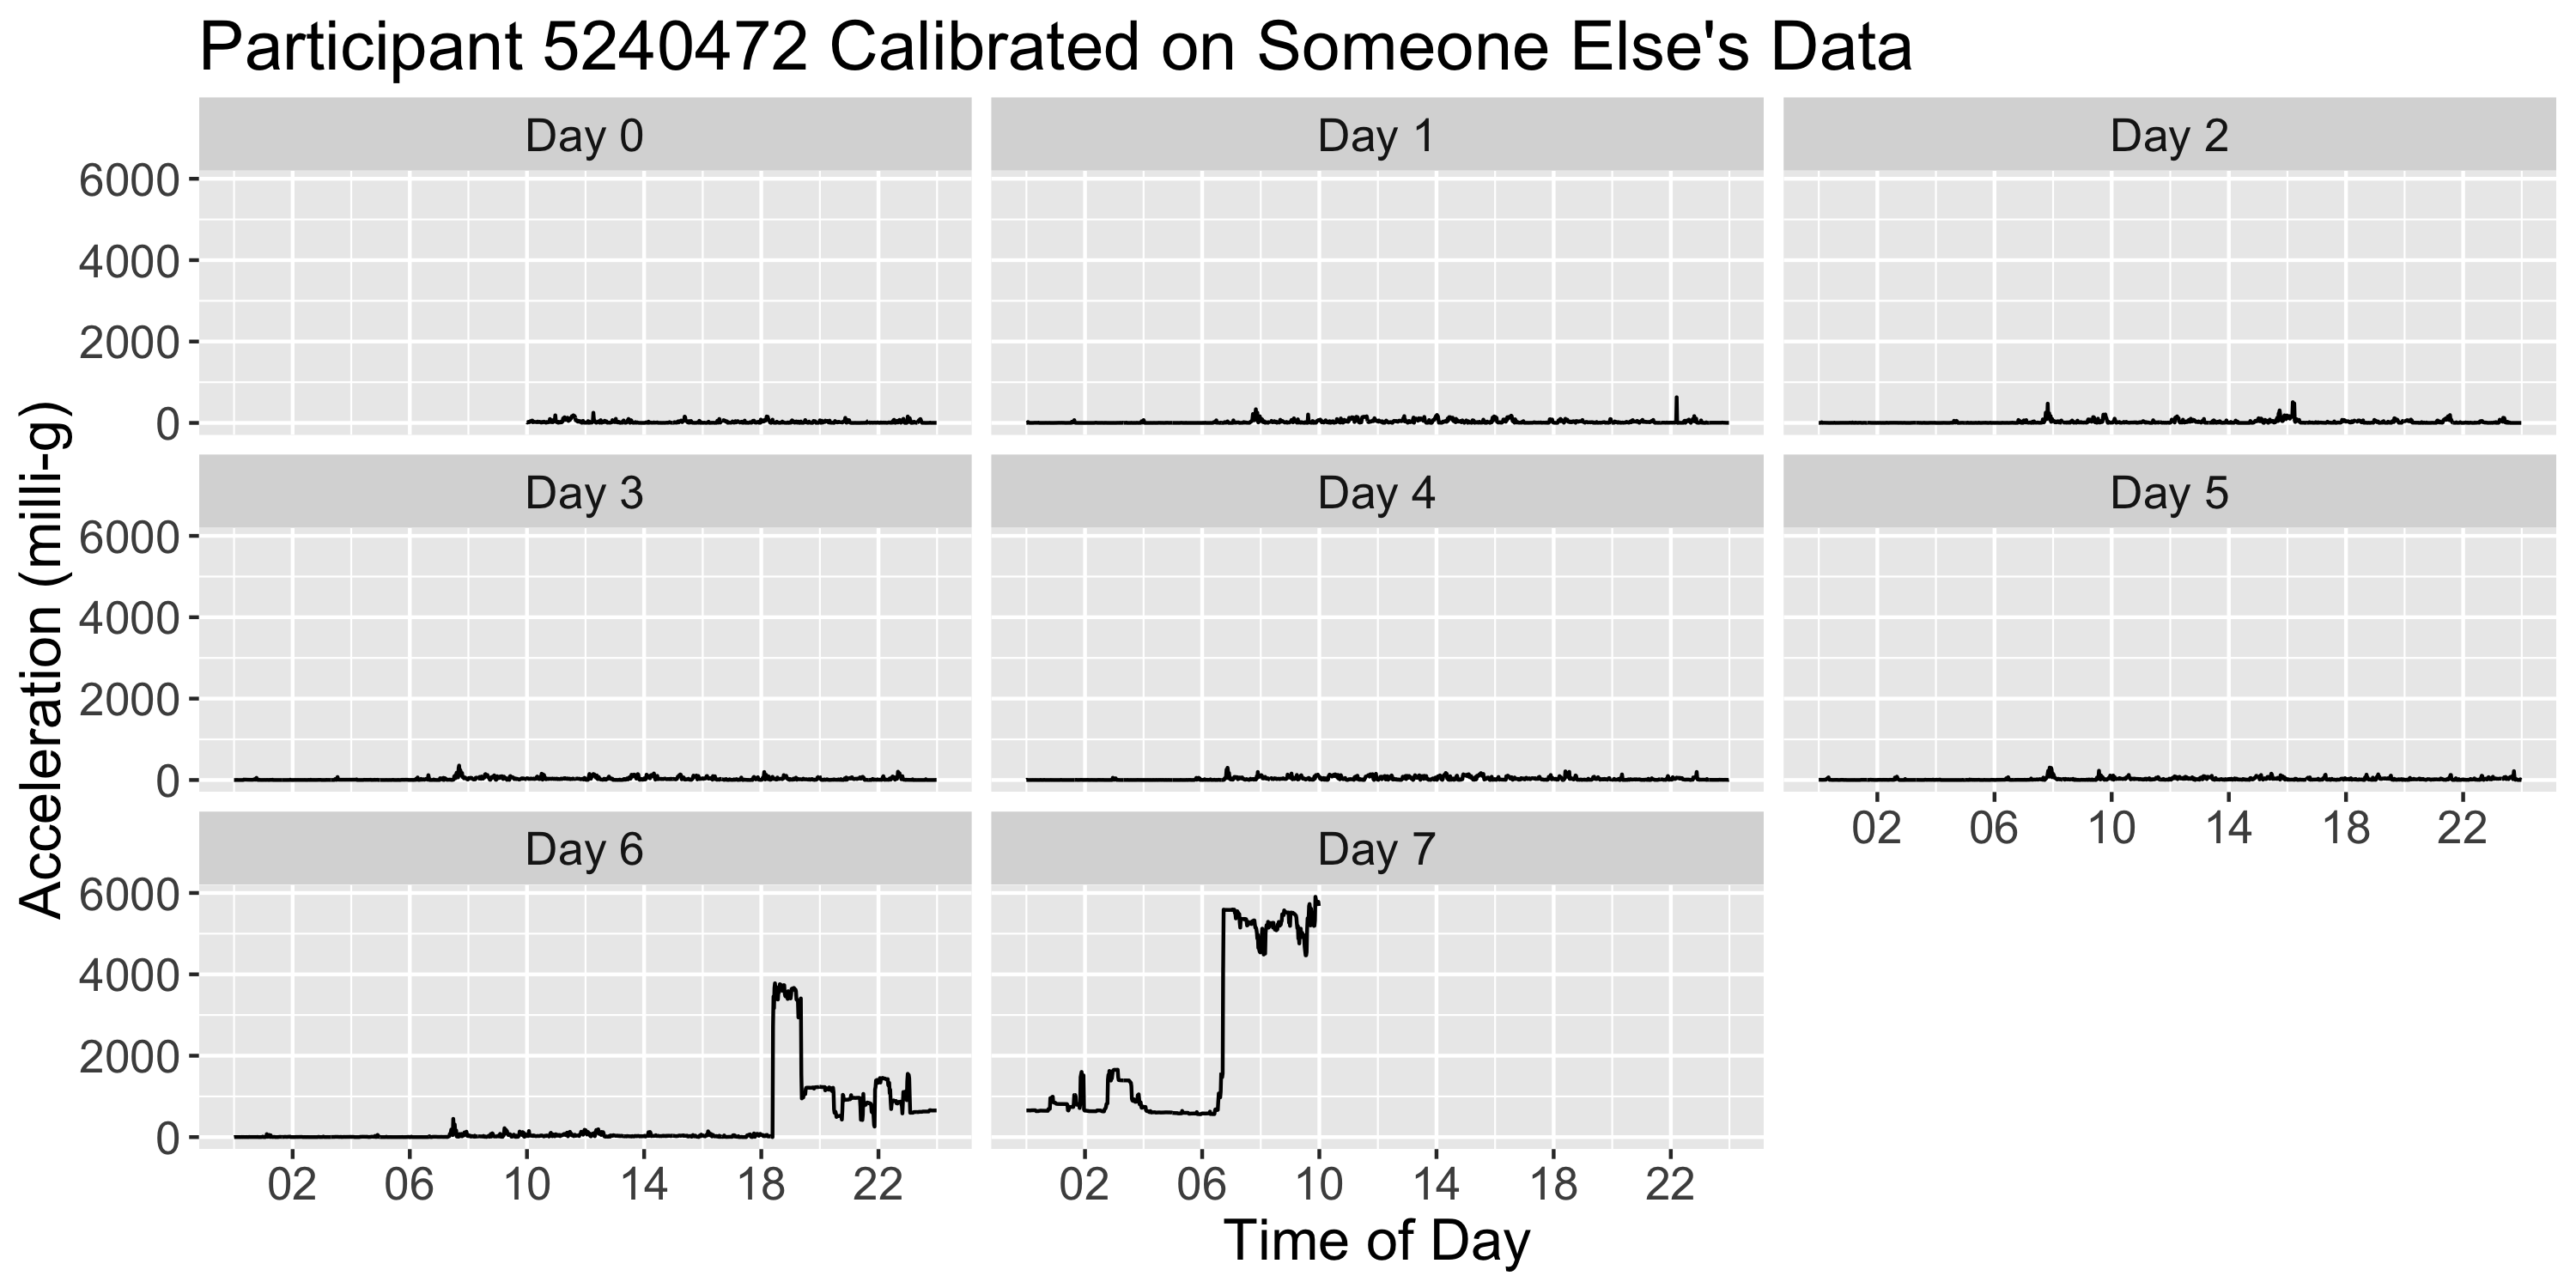 Participant 5240472 Calibrated on Someone Else's Data
Day 0
Day 1
Day 2
6000
4000
2000
0
Day 3
Day 4
Day 5
6000
4000
2000
0
02 06 10 14 18 22
Day 6
Day 7
6000
4000
2000
0
02 06 10 14 18 22
02 06 10 14 18 22
Acceleration (milli-g)
Time of Day